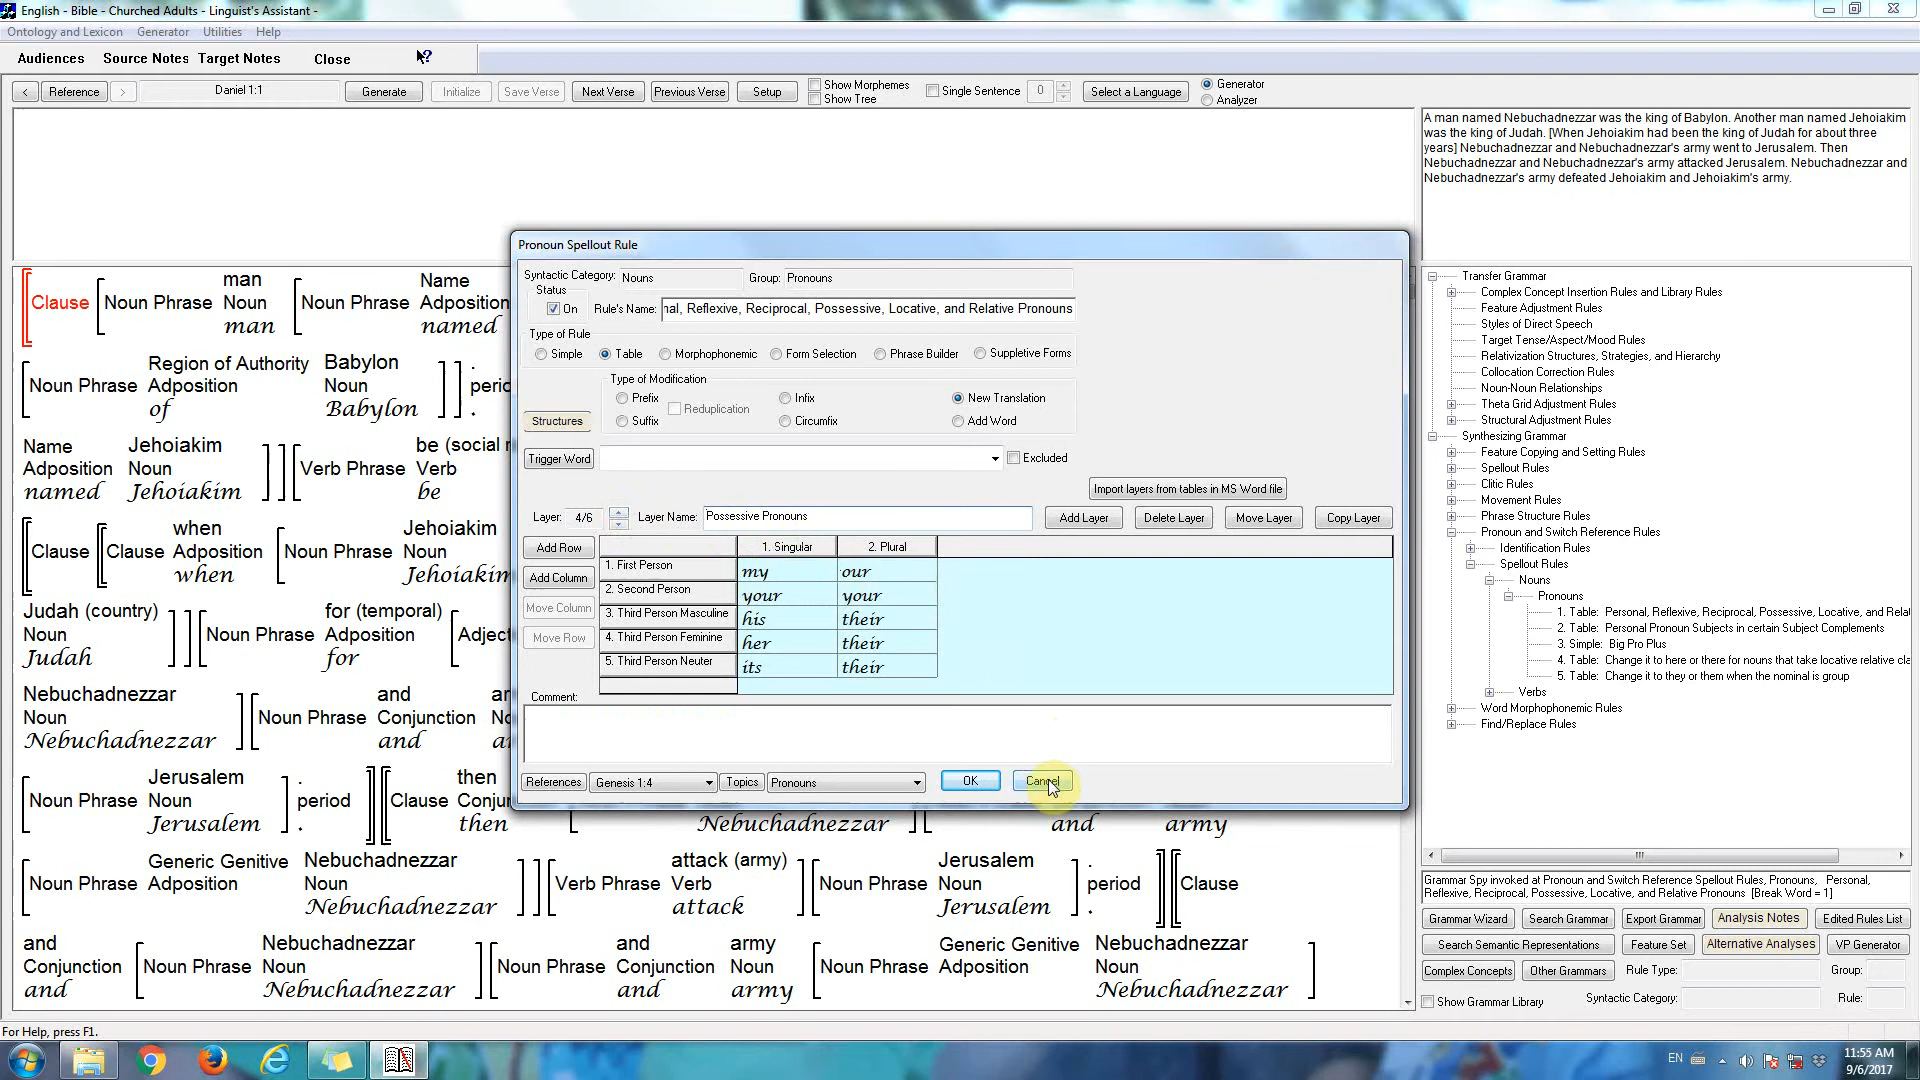 English - Bible - Churched Adults - Linguist's Assistant -
Ontology and Lexicon Generator Utilities Help
Audiences Source Notes Target Notes Close
< Reference > Daniel 1:1 Generate Initialize Save Verse Next Verse Previous Verse Setup Show Morphemes Single Sentence 0 Select a Language Generator
Show Tree Analyzer
A man named Nebuchadnezzar was the king of Babylon. Another man named Jehoiakim
was the king of Judah. [When Jehoiakim had been the king of Judah for about three
years] Nebuchadnezzar and Nebuchadnezzar's army went to Jerusalem. Then
Nebuchadnezzar and Nebuchadnezzar's army attacked Jerusalem. Nebuchadnezzar and
Nebuchadnezzar's army defeated Jehoiakim and Jehoiakim's army.
man Name
Clause Noun Phrase Noun Noun Phrase Adposition
man named
Region of Authority Babylon .
Noun Phrase Adposition Noun
of Babylon .
Name Jehoiakim
Adposition Noun Verb Phrase Verb
named Jehoiakim be
when
Clause Clause Adposition Noun Phrase Noun
when
Judah (country) for (temporal)
Noun Noun Phrase Adposition
Judah for
Nebuchadnezzar and
Noun Noun Phrase Conjunction
Nebuchadnezzar and
Jerusalem . then
Noun Phrase Noun period Clause
Jerusalem . then Nebuchadnezzar and army
Generic Genitive Nebuchadnezzar attack (army) Jerusalem .
Noun Phrase Adposition Noun Verb Phrase Verb Noun Phrase Noun period Clause
Nebuchadnezzar attack Jerusalem .
and Nebuchadnezzar and army Generic Genitive Nebuchadnezzar
Conjunction Noun Phrase Noun Noun Phrase Conjunction Noun Noun Phrase Adposition Noun
and Nebuchadnezzar and army Nebuchadnezzar
Pronoun Spellout Rule
Syntactic Category: Nouns Group: Pronouns
Status
On Rule's Name: Reflexive, Reciprocal, Possessive, Locative, and Relative Pronouns
Type of Rule
Simple Table Morphophonemic Form Selection Phrase Builder Suppletive Forms
Type of Modification
Prefix Infix New Translation
Reduplication
Structures Suffix Circumfix Add Word
Trigger Word Excluded
Import layers from tables in MS Word file
Layer: 4/6 Layer Name: Possessive Pronouns Add Layer Delete Layer Move Layer Copy Layer
Add Row 1. Singular 2. Plural
1. First Person my our
Add Column 2. Second Person your your
Move Column 3. Third Person Masculine his their
Move Row 4. Third Person Feminine her their
5. Third Person Neuter its their
Comment:
References Genesis 1:4 Topics Pronouns OK Cancel
Transfer Grammar
Complex Concept Insertion Rules and Library Rules
Feature Adjustment Rules
Styles of Direct Speech
Target Tense/Aspect/Mood Rules
Relativization Structures, Strategies, and Hierarchy
Collocation Correction Rules
Noun-Noun Relationships
Theta Grid Adjustment Rules
Structural Adjustment Rules
Synthesizing Grammar
Feature Copying and Setting Rules
Spellout Rules
Clitic Rules
Movement Rules
Phrase Structure Rules
Pronoun and Switch Reference Rules
Identification Rules
Spellout Rules
Nouns
Pronouns
1. Table: Personal, Reflexive, Reciprocal, Possessive, Locative, and Rela
2. Table: Personal Pronoun Subjects in certain Subject Complements
3. Simple: Big Pro Plus
4. Table: Change it to here or there for nouns that take locative relative cla
5. Table: Change it to they or them when the nominal is group
Verbs
Word Morphophonemic Rules
Find/Replace Rules
Grammar Spy invoked at Pronoun and Switch Reference Spellout Rules, Pronouns, Personal,
Reflexive, Reciprocal, Possessive, Locative, and Relative Pronouns [Break Word = 1]
Grammar Wizard Search Grammar Export Grammar Analysis Notes Edited Rules List
Search Semantic Representations Feature Set Alternative Analyses VP Generator
Complex Concepts Other Grammars Rule Type: Group:
Show Grammar Library Syntactic Category: Rule:
For Help, press F1.
EN 11:55 AM
9/6/2017